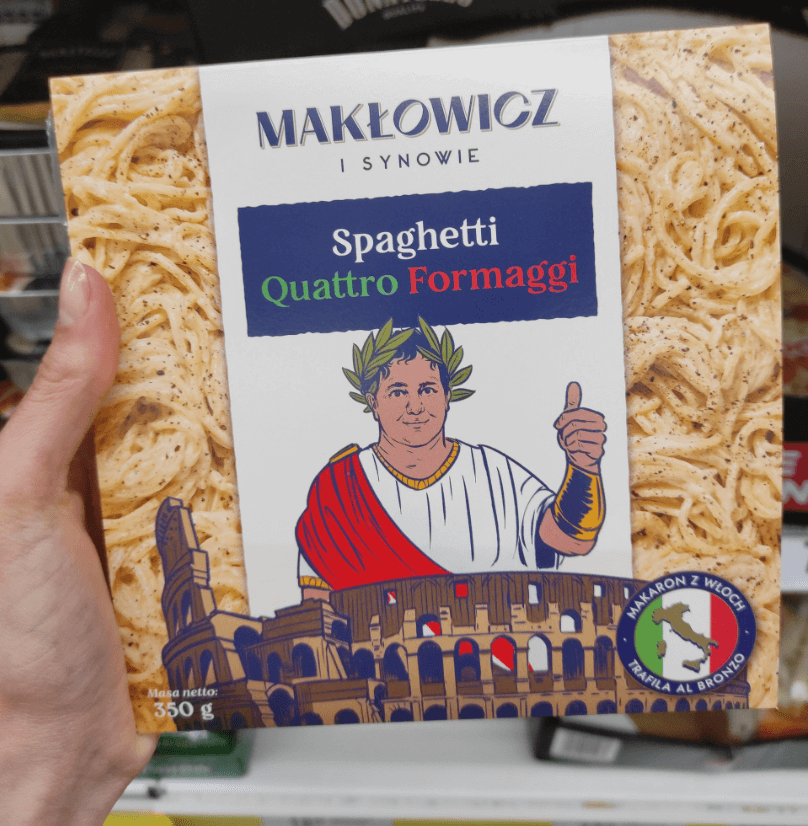 MAKŁOWICZ
I SYNOWIE
Spaghetti
Quattro Formaggi
MAKARON Z WŁOCH
TRAFILA AL BRONZO
Masa netto:
350 g